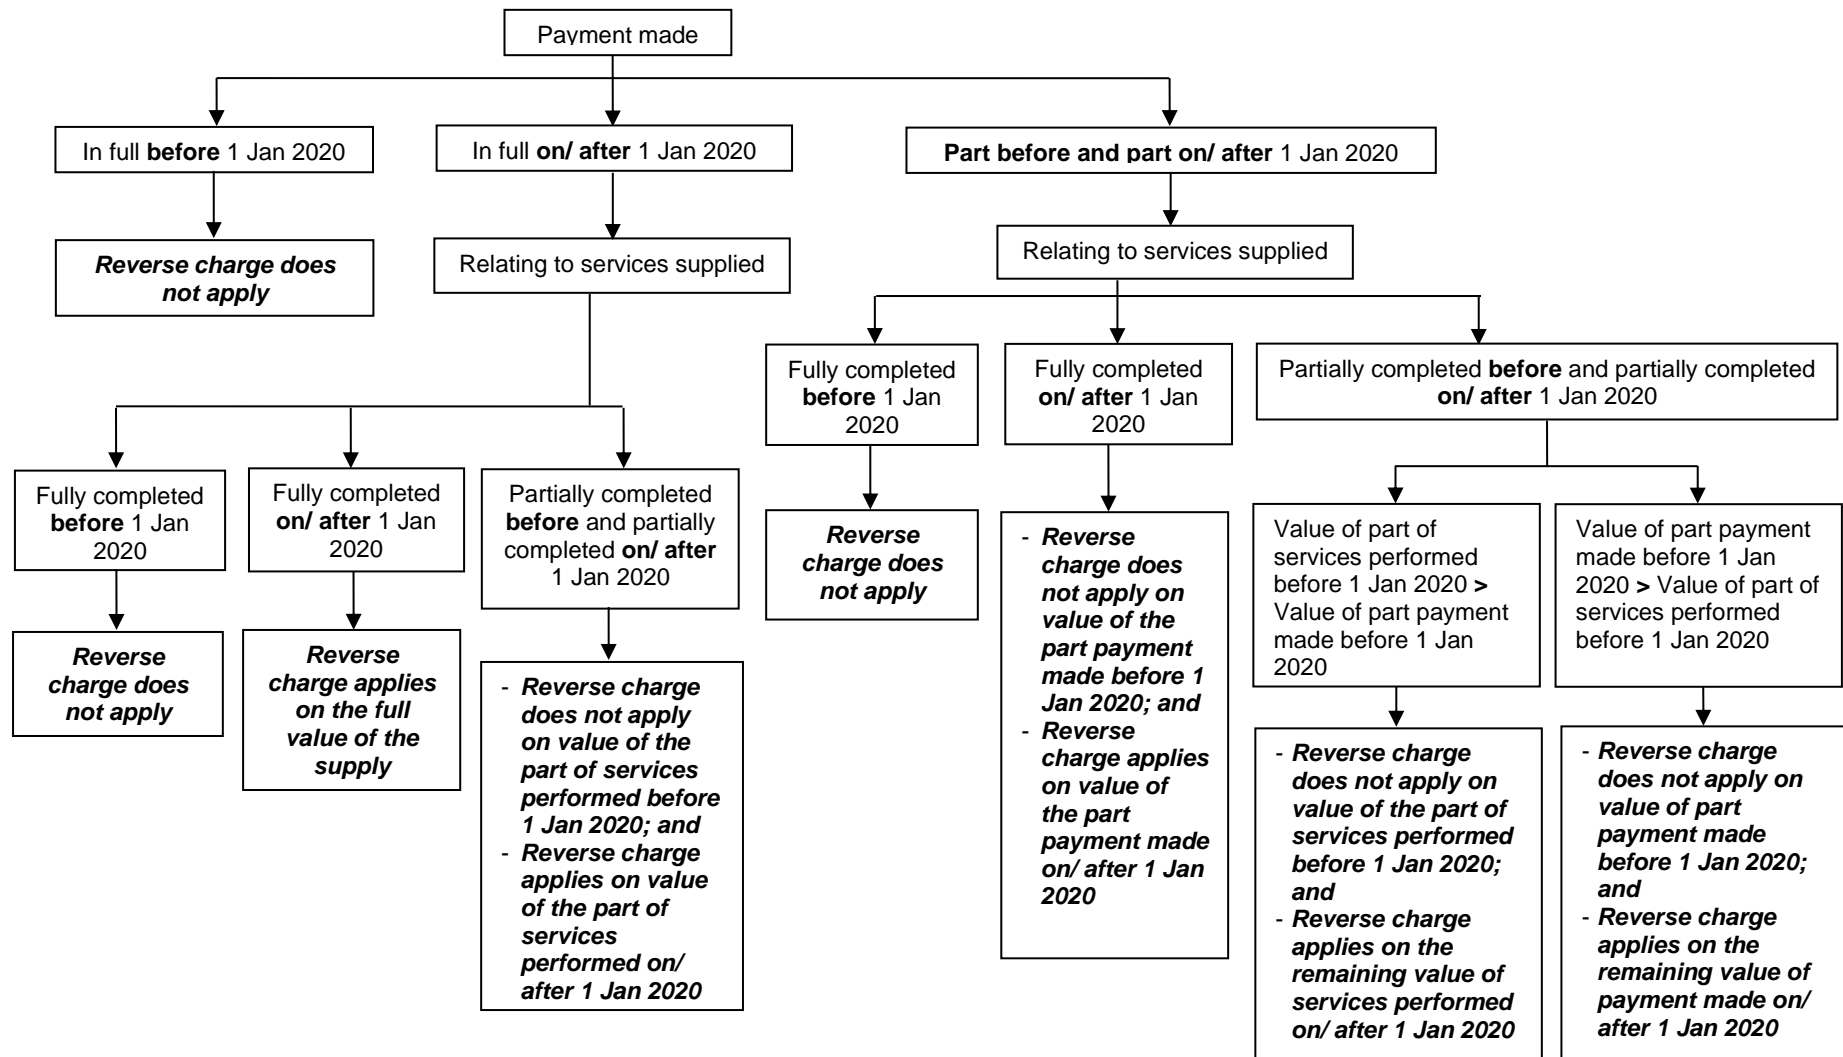 Payment made
In full before 1 Jan 2020
In full on/ after 1 Jan 2020
Part before and part on/ after 1 Jan 2020
Reverse charge does
not apply
Relating to services supplied
Relating to services supplied
Fully completed
before 1 Jan
2020
Fully completed
on/ after 1 Jan
2020
Partially completed before and partially completed
on/ after 1 Jan 2020
Fully completed
before 1 Jan
2020
Fully completed
on/ after 1 Jan
2020
Partially completed
before and partially
completed on/ after
1 Jan 2020
Reverse
charge does
not apply
- Reverse
charge does
not apply on
value of the
part payment
made before 1
Jan 2020; and
- Reverse
charge applies
on value of
the part
payment made
on/ after 1 Jan
2020
Value of part of
services performed
before 1 Jan 2020 >
Value of part payment
made before 1 Jan
2020
Value of part payment
made before 1 Jan
2020 > Value of part of
services performed
before 1 Jan 2020
Reverse
charge does
not apply
Reverse
charge applies
on the full
value of the
supply
- Reverse charge
does not apply
on value of the
part of services
performed before
1 Jan 2020; and
- Reverse charge
applies on value
of the part of
services
performed on/
after 1 Jan 2020
- Reverse charge
does not apply on
value of the part of
services performed
before 1 Jan 2020;
and
- Reverse charge
applies on the
remaining value of
services performed
on/ after 1 Jan 2020
- Reverse charge
does not apply on
value of part
payment made
before 1 Jan 2020;
and
- Reverse charge
applies on the
remaining value of
payment made on/
after 1 Jan 2020